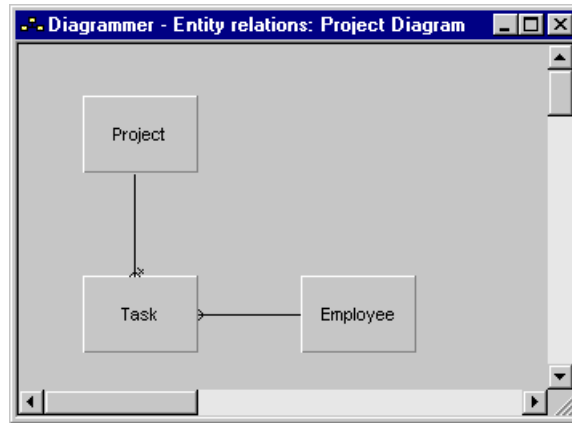 Diagrammer - Entity relations: Project Diagram
Project
Task
Employee